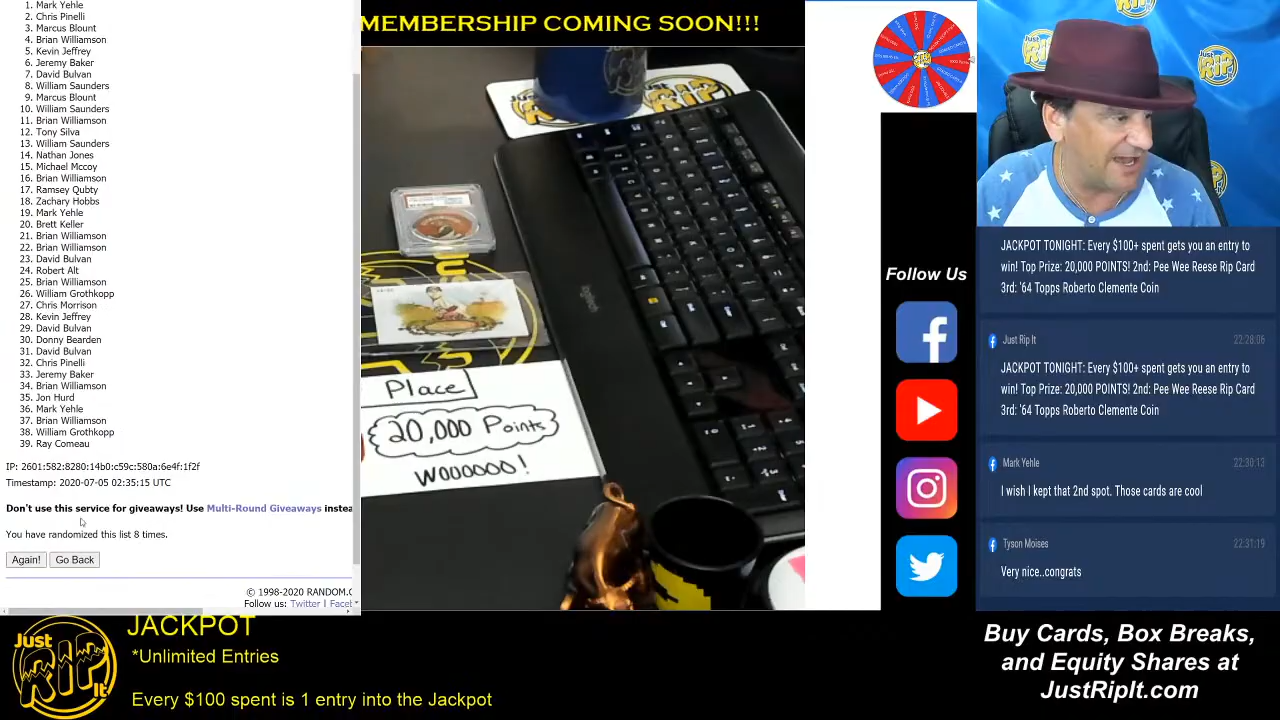 1. Mark Yehle
2. Chris Pinelli
3. Marcus Blount
4. Brian Williamson
5. Kevin Jeffrey
6. Jeremy Baker
7. David Bulvan
8. William Saunders
9. Marcus Blount
10. William Saunders
11. Brian Williamson
12. Tony Silva
13. William Saunders
14. Nathan Jones
15. Michael Mccoy
16. Brian Williamson
17. Ramsey Qubty
18. Zachary Hobbs
19. Mark Yehle
20. Brett Keller
21. Brian Williamson
22. Brian Williamson
23. David Bulvan
24. Robert Alt
25. Brian Williamson
26. William Grothkopp
27. Chris Morrison
28. Kevin Jeffrey
29. David Bulvan
30. Donny Bearden
31. David Bulvan
32. Chris Pinelli
33. Jeremy Baker
34. Brian Williamson
35. Jon Hurd
36. Mark Yehle
37. Brian Williamson
38. William Grothkopp
39. Ray Comeau
IP: 2601:582:8280:14b0:c59c:580a:6e4f:1f2f
Timestamp: 2020-07-05 02:35:15 UTC
Don't use this service for giveaways! Use Multi-Round Giveaways instea
You have randomized this list 8 times.
Again! Go Back
© 1998-2020 RANDOM.C
Follow us: Twitter | Faceb
MEMBERSHIP COMING SOON!!!
Place
20,000 Points
WOOOOOO!
Follow Us
JACKPOT TONIGHT: Every $100+ spent gets you an entry to
win! Top Prize: 20,000 POINTS! 2nd: Pee Wee Reese Rip Card
3rd: '64 Topps Roberto Clemente Coin
Just Rip It 22:28:06
JACKPOT TONIGHT: Every $100+ spent gets you an entry to
win! Top Prize: 20,000 POINTS! 2nd: Pee Wee Reese Rip Card
3rd: '64 Topps Roberto Clemente Coin
Mark Yehle 22:30:13
I wish I kept that 2nd spot. Those cards are cool
Tyson Moises 22:31:19
Very nice..congrats
Just
RIP
It
JACKPOT
*Unlimited Entries
Every $100 spent is 1 entry into the Jackpot
Buy Cards, Box Breaks,
and Equity Shares at
JustRipIt.com